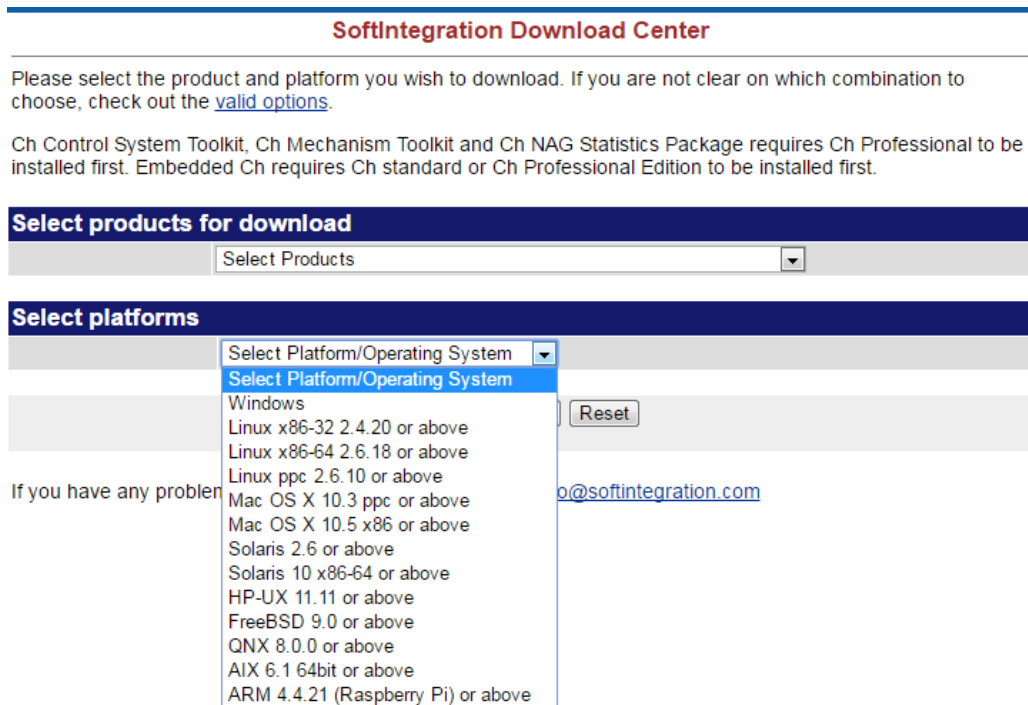 SoftIntegration Download Center
Please select the product and platform you wish to download. If you are not clear on which combination to
choose, check out the valid options.
Ch Control System Toolkit, Ch Mechanism Toolkit and Ch NAG Statistics Package requires Ch Professional to be
installed first. Embedded Ch requires Ch standard or Ch Professional Edition to be installed first.
Select products for download
Select Products
Select platforms
Select Platform/Operating System
Select Platform/Operating System
Windows
Linux x86-32 2.4.20 or above
Reset
Linux x86-64 2.6.18 or above
Linux ppc 2.6.10 or above
If you have any problem o@softintegration.com
Mac OS X 10.3 ppc or above
Mac OS X 10.5 x86 or above
Solaris 2.6 or above
Solaris 10 x86-64 or above
HP-UX 11.11 or above
FreeBSD 9.0 or above
QNX 8.0.0 or above
AIX 6.1 64bit or above
ARM 4.4.21 (Raspberry Pi) or above